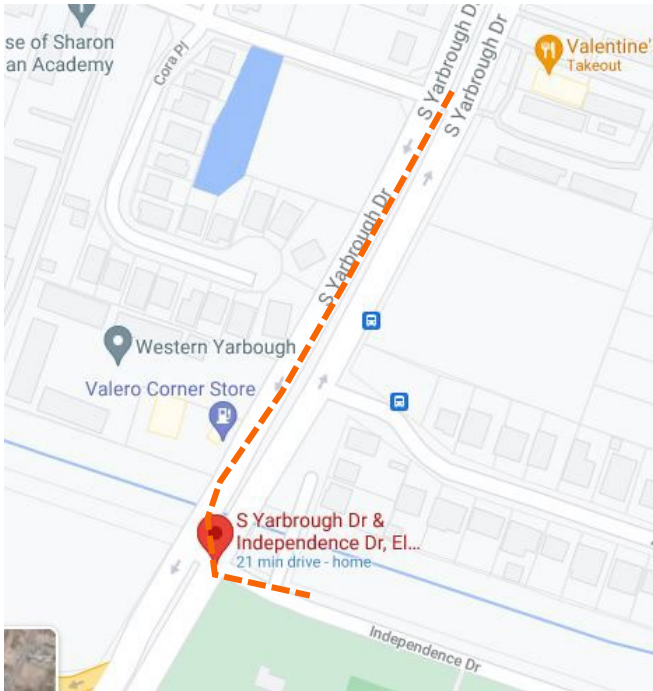 se of Sharon
an Academy
Cora Pl
S Yarbrough Dr
S Yarbrough Dr
Valentine'
Takeout
S Yarbrough Dr
Western Yarbough
Valero Corner Store
S Yarbrough Dr &
Independence Dr, El...
21 min drive - home
Independence Dr